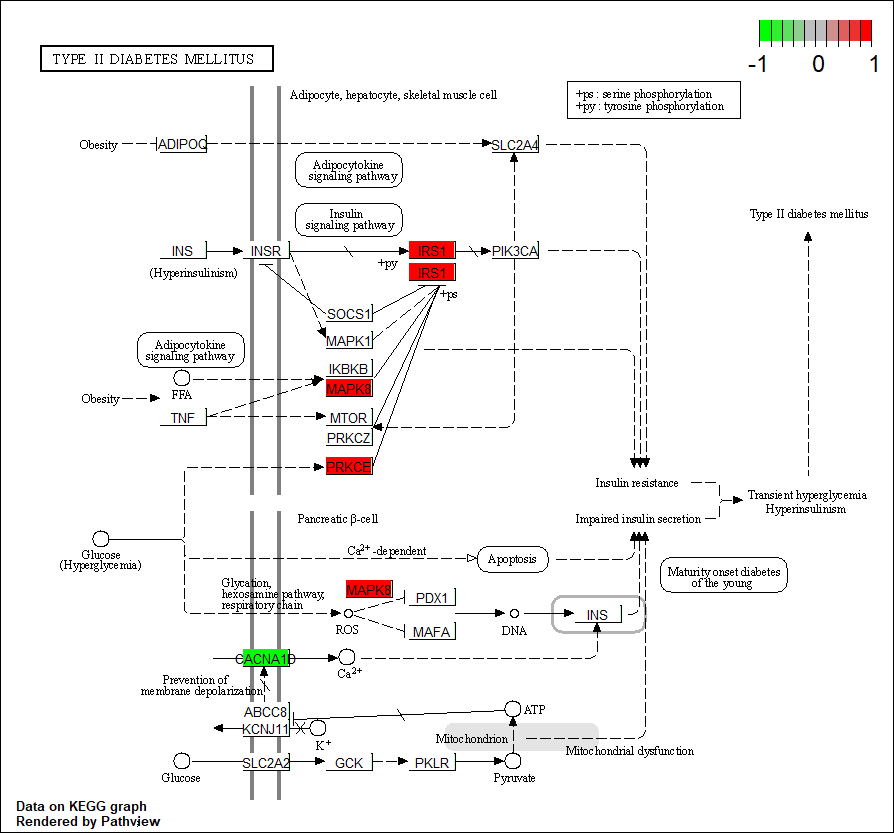 -1 0 1
TYPE II DIABETES MELLITUS
Adipocyte, hepatocyte, skeletal muscle cell
+ps : serine phosphorylation
+py : tyrosine phosphorylation
Obesity
ADIPOQ
SLC2A4
Adipocytokine
signaling pathway
Insulin
signaling pathway
Type II diabetes mellitus
INS
INSR
IRS1
PIK3CA
(Hyperinsulinism)
+py
IRS1
+ps
SOCS1
MAPK1
Adipocytokine
signaling pathway
IKBKB
FFA
MAPK8
Obesity
TNF
MTOR
PRKCZ
PRKCE
Insulin resistance
Transient hyperglycemia
Hyperinsulinism
Pancreatic β-cell
Impaired insulin secretion
Glucose
(Hyperglycemia)
Ca2+-dependent
Apoptosis
Maturity onset diabetes
of the young
Glycation,
hexosamine pathway,
respiratory chain
MAPK8
PDX1
ROS
MAFA
DNA
INS
CACNA1D
Ca2+
Prevention of
membrane depolarization
ABCC8
KCNJ11
K+
ATP
Mitochondrion
Mitochondrial dysfunction
Glucose
SLC2A2
GCK
PKLR
Pyruvate
Data on KEGG graph
Rendered by Pathview